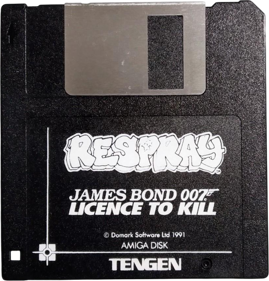 RESPRAY
JAMES BOND 007
LICENCE TO KILL
© Domark Software Ltd 1991
AMIGA DISK
TENGEN